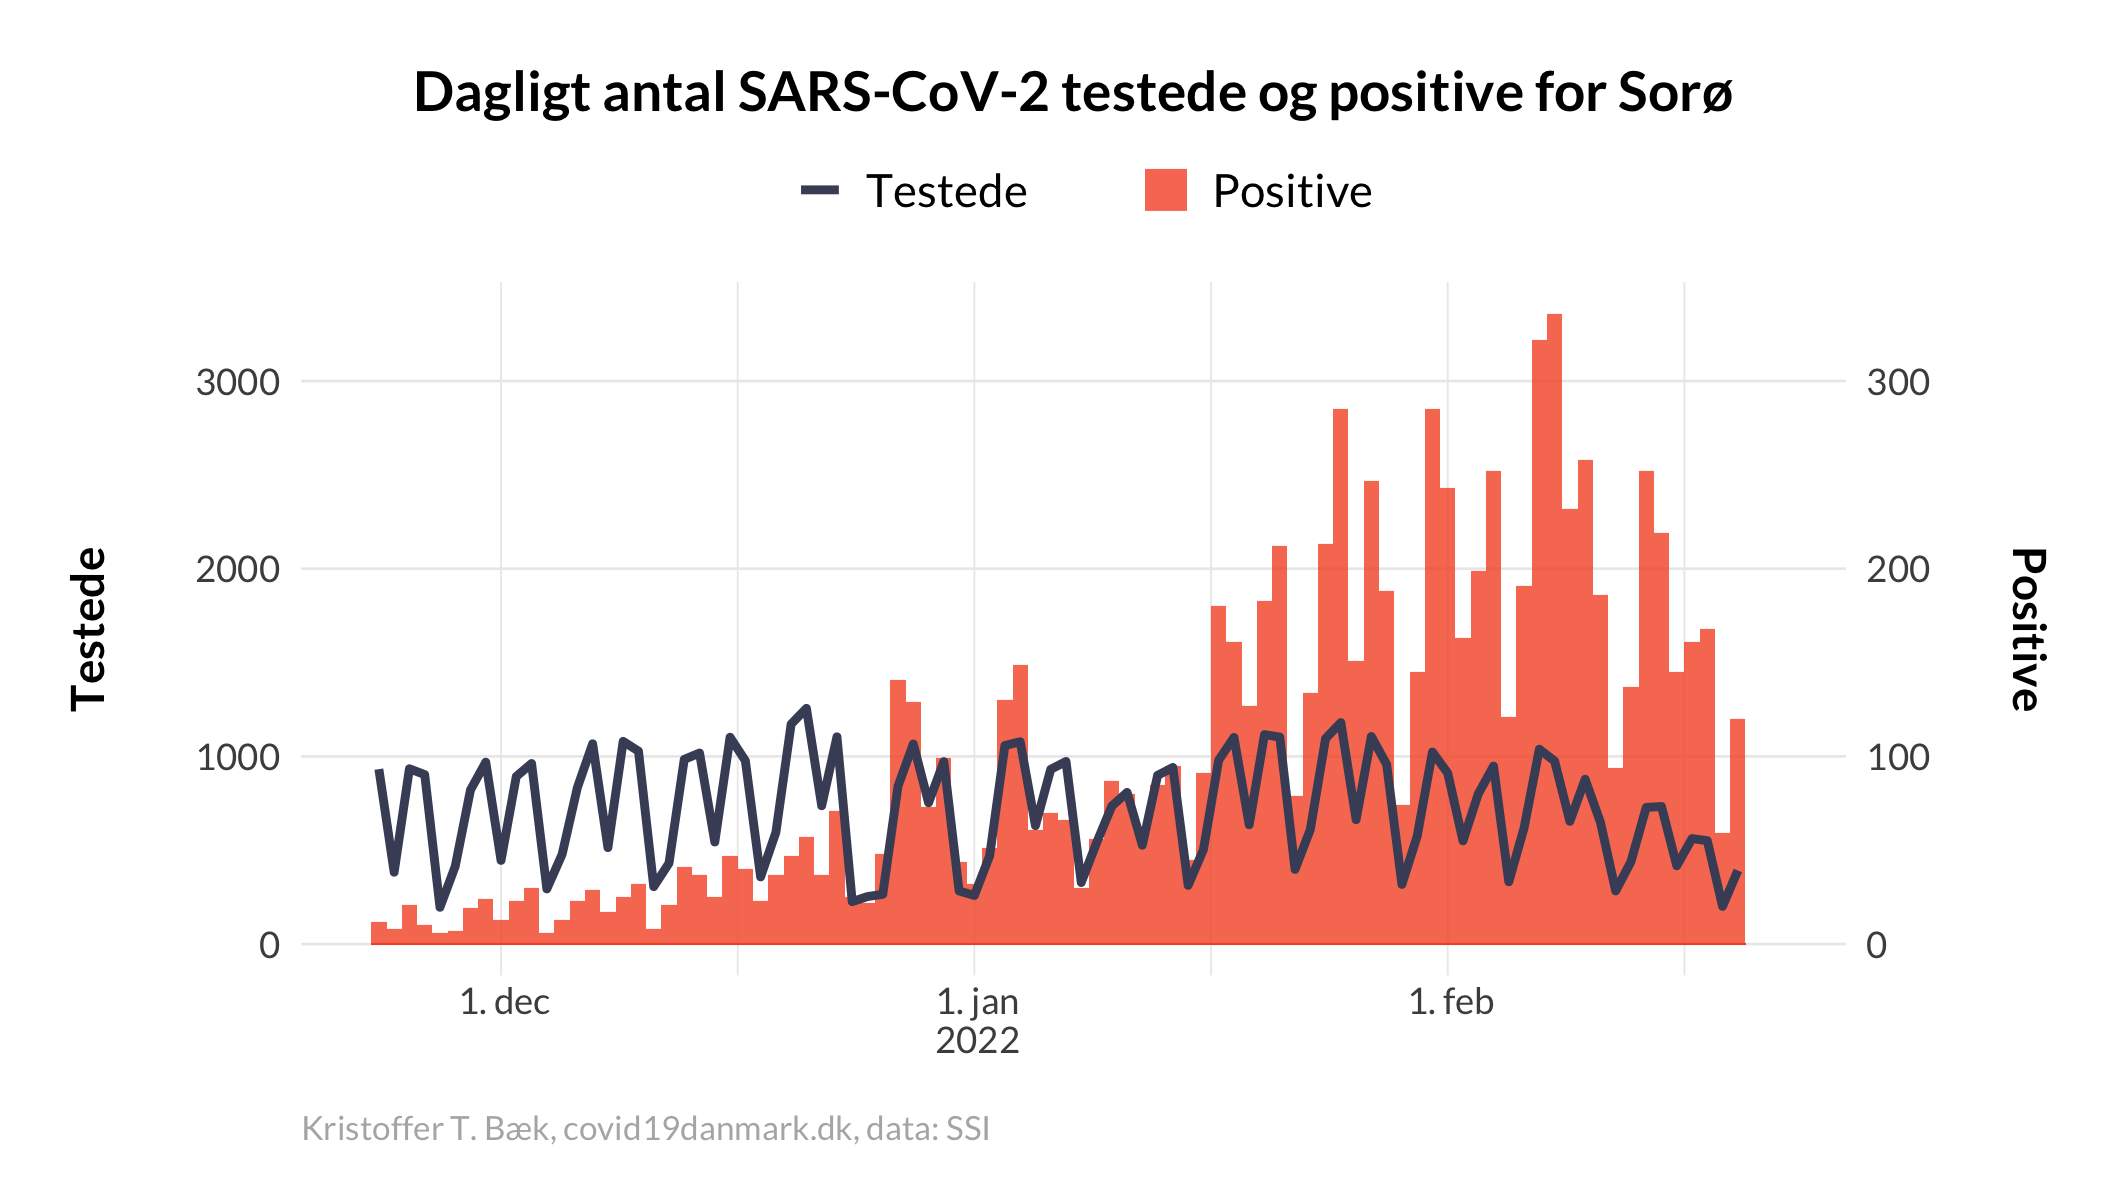 Dagligt antal SARS-CoV-2 testede og positive for Sorø
Testede
Positive
3000
2000
1000
0
300
200
100
0
Testede
Positive
1. dec
1. jan
2022
1. feb
Kristoffer T. Bæk, covid19danmark.dk, data: SSI